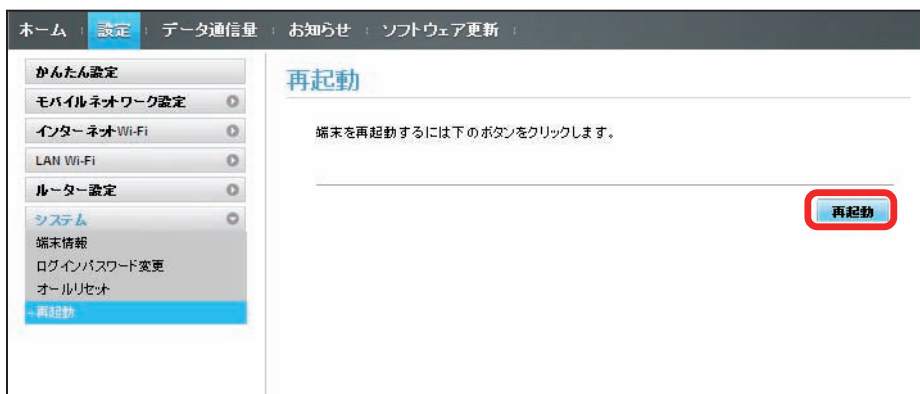 ホーム 設定 データ通信量 お知らせ ソフトウェア更新
かんたん設定
モバイルネットワーク設定
インターネットWi-Fi
LAN Wi-Fi
ルーター設定
システム
端末情報
ログインパスワード変更
オールリセット
再起動
再起動
端末を再起動するには下のボタンをクリックします。
再起動